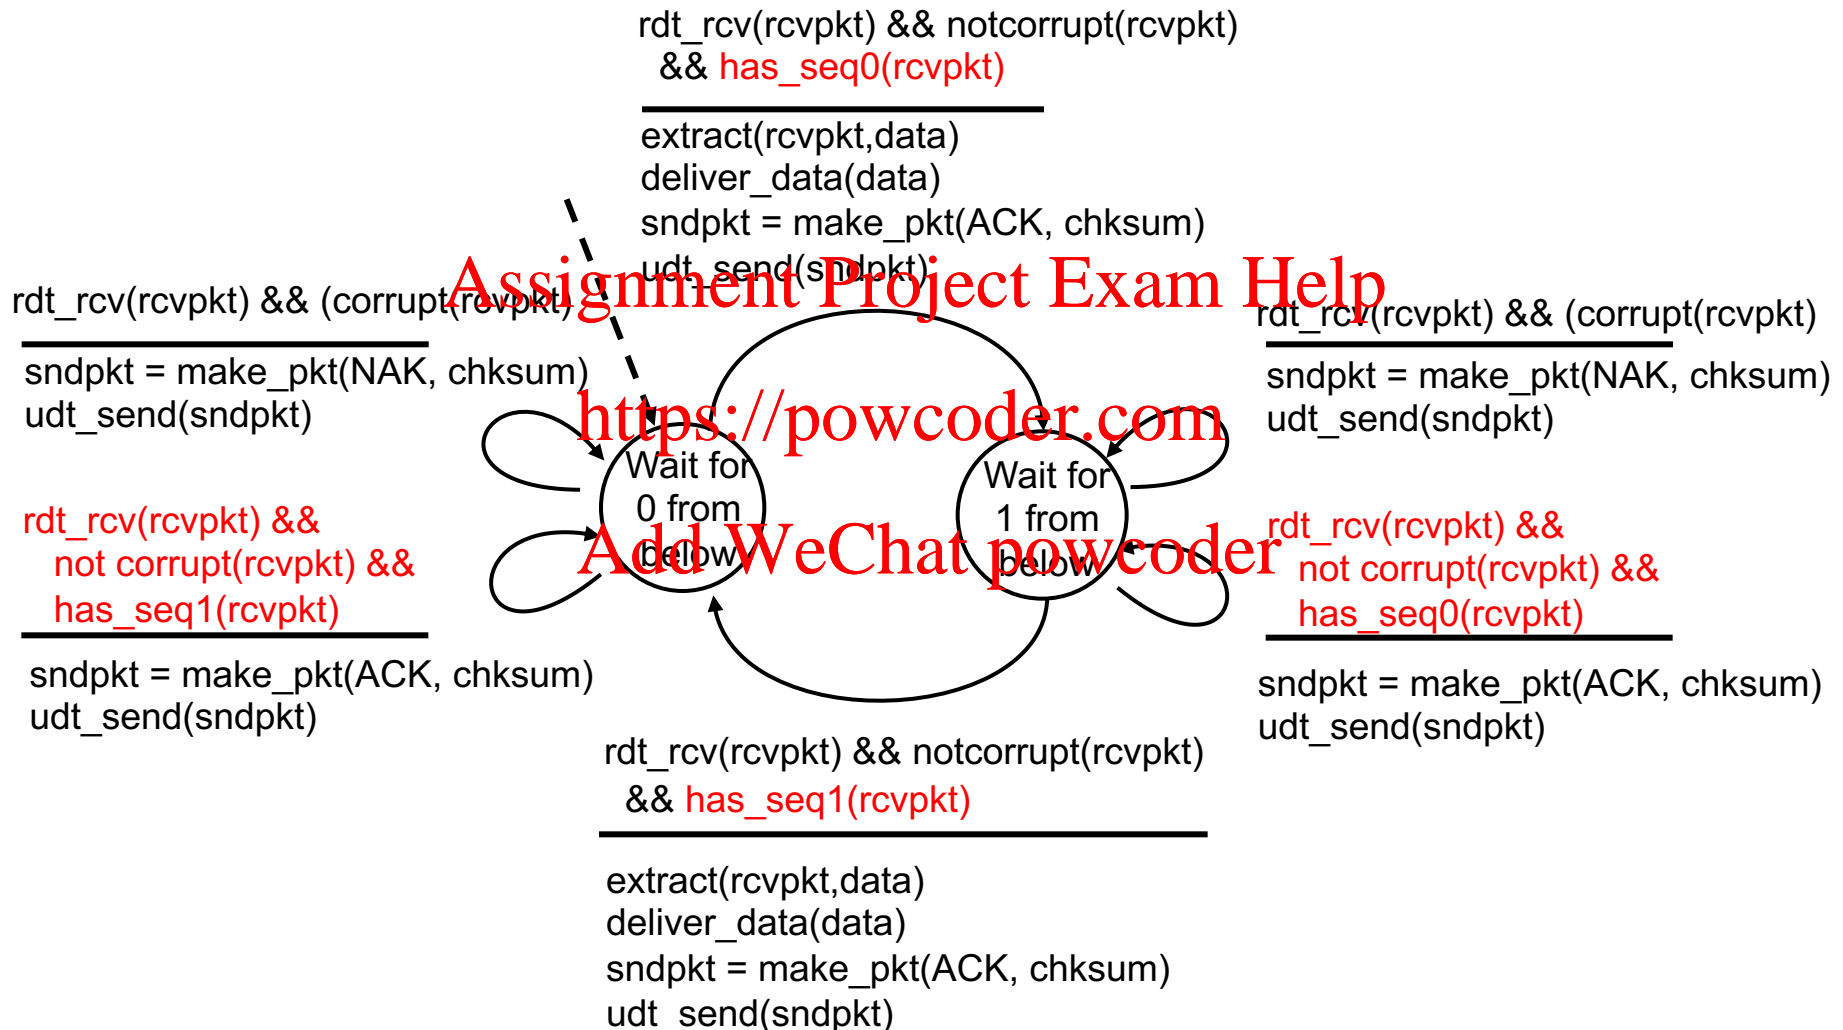 rdt_rcv(rcvpkt) && notcorrupt(rcvpkt)
&& has_seq0(rcvpkt)
extract(rcvpkt,data)
deliver_data(data)
sndpkt = make_pkt(ACK, chksum)
udt_send(sndpkt)
Assignment Project Exam Help
rdt_rcv(rcvpkt) && (corrupt(rcvpkt)
sndpkt = make_pkt(NAK, chksum)
udt_send(sndpkt)
rdt_rcv(rcvpkt) && (corrupt(rcvpkt)
sndpkt = make_pkt(NAK, chksum)
udt_send(sndpkt)
https://powcoder.com
Wait for
0 from
below
Wait for
1 from
below
Add WeChat powcoder
rdt_rcv(rcvpkt) &&
not corrupt(rcvpkt) &&
has_seq1(rcvpkt)
sndpkt = make_pkt(ACK, chksum)
udt_send(sndpkt)
rdt_rcv(rcvpkt) &&
not corrupt(rcvpkt) &&
has_seq0(rcvpkt)
sndpkt = make_pkt(ACK, chksum)
udt_send(sndpkt)
rdt_rcv(rcvpkt) && notcorrupt(rcvpkt)
&& has_seq1(rcvpkt)
extract(rcvpkt,data)
deliver_data(data)
sndpkt = make_pkt(ACK, chksum)
udt_send(sndpkt)